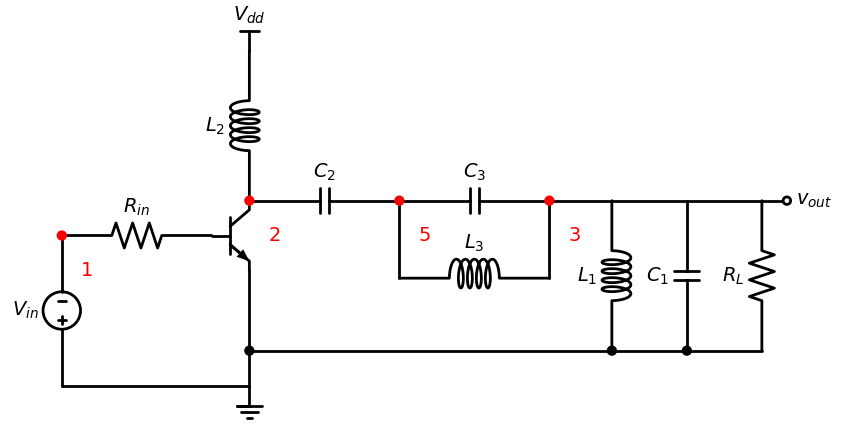 V_dd
L_2
C_2
C_3
v_out
R_in
2
5
3
L_3
1
L_1
C_1
R_L
V_in